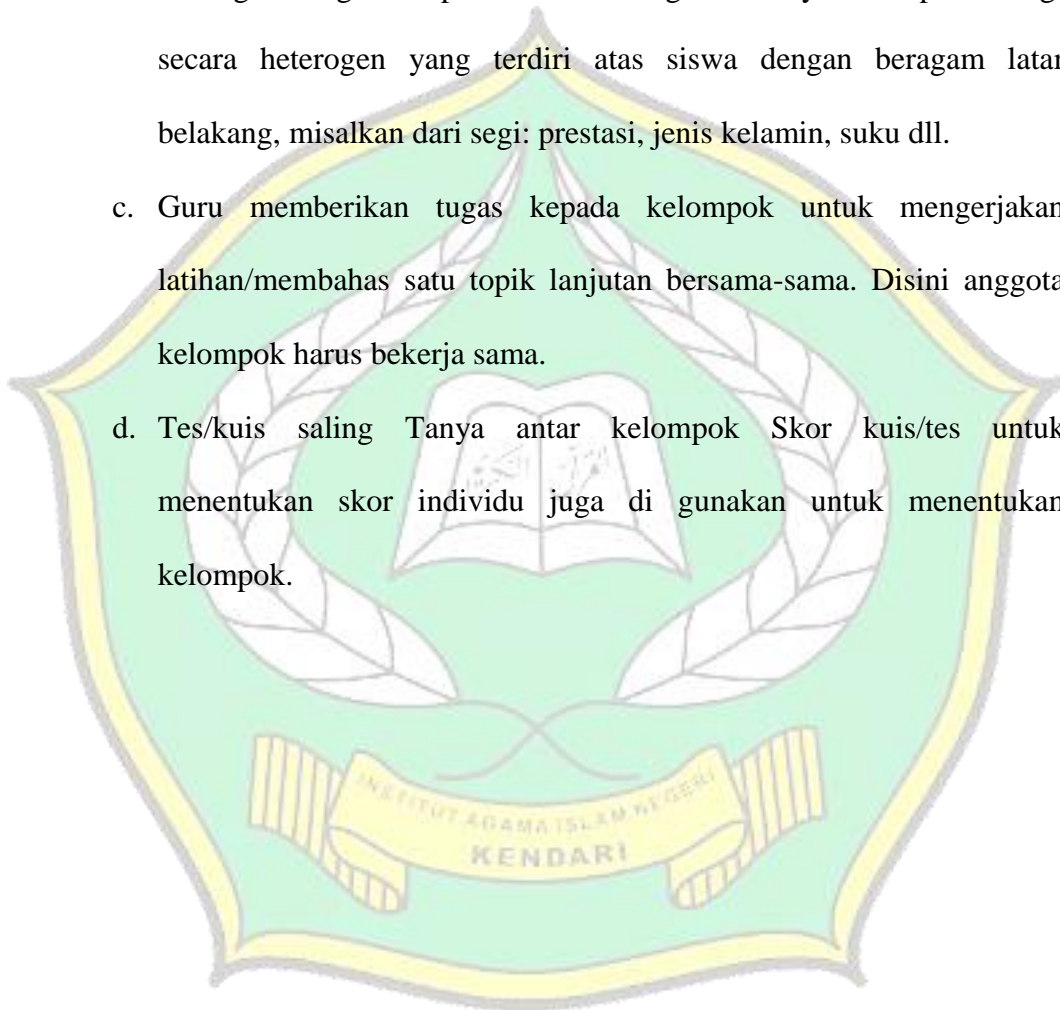 secara heterogen yang terdiri atas siswa dengan beragam latar
belakang, misalkan dari segi: prestasi, jenis kelamin, suku dll.
c. Guru memberikan tugas kepada kelompok untuk mengerjakan
latihan/membahas satu topik lanjutan bersama-sama. Disini anggota
kelompok harus bekerja sama.
d. Tes/kuis saling Tanya antar kelompok Skor kuis/tes untuk
menentukan skor individu juga di gunakan untuk menentukan
kelompok.
INSTITUT AGAMA ISLAM NEGERI
KENDARI